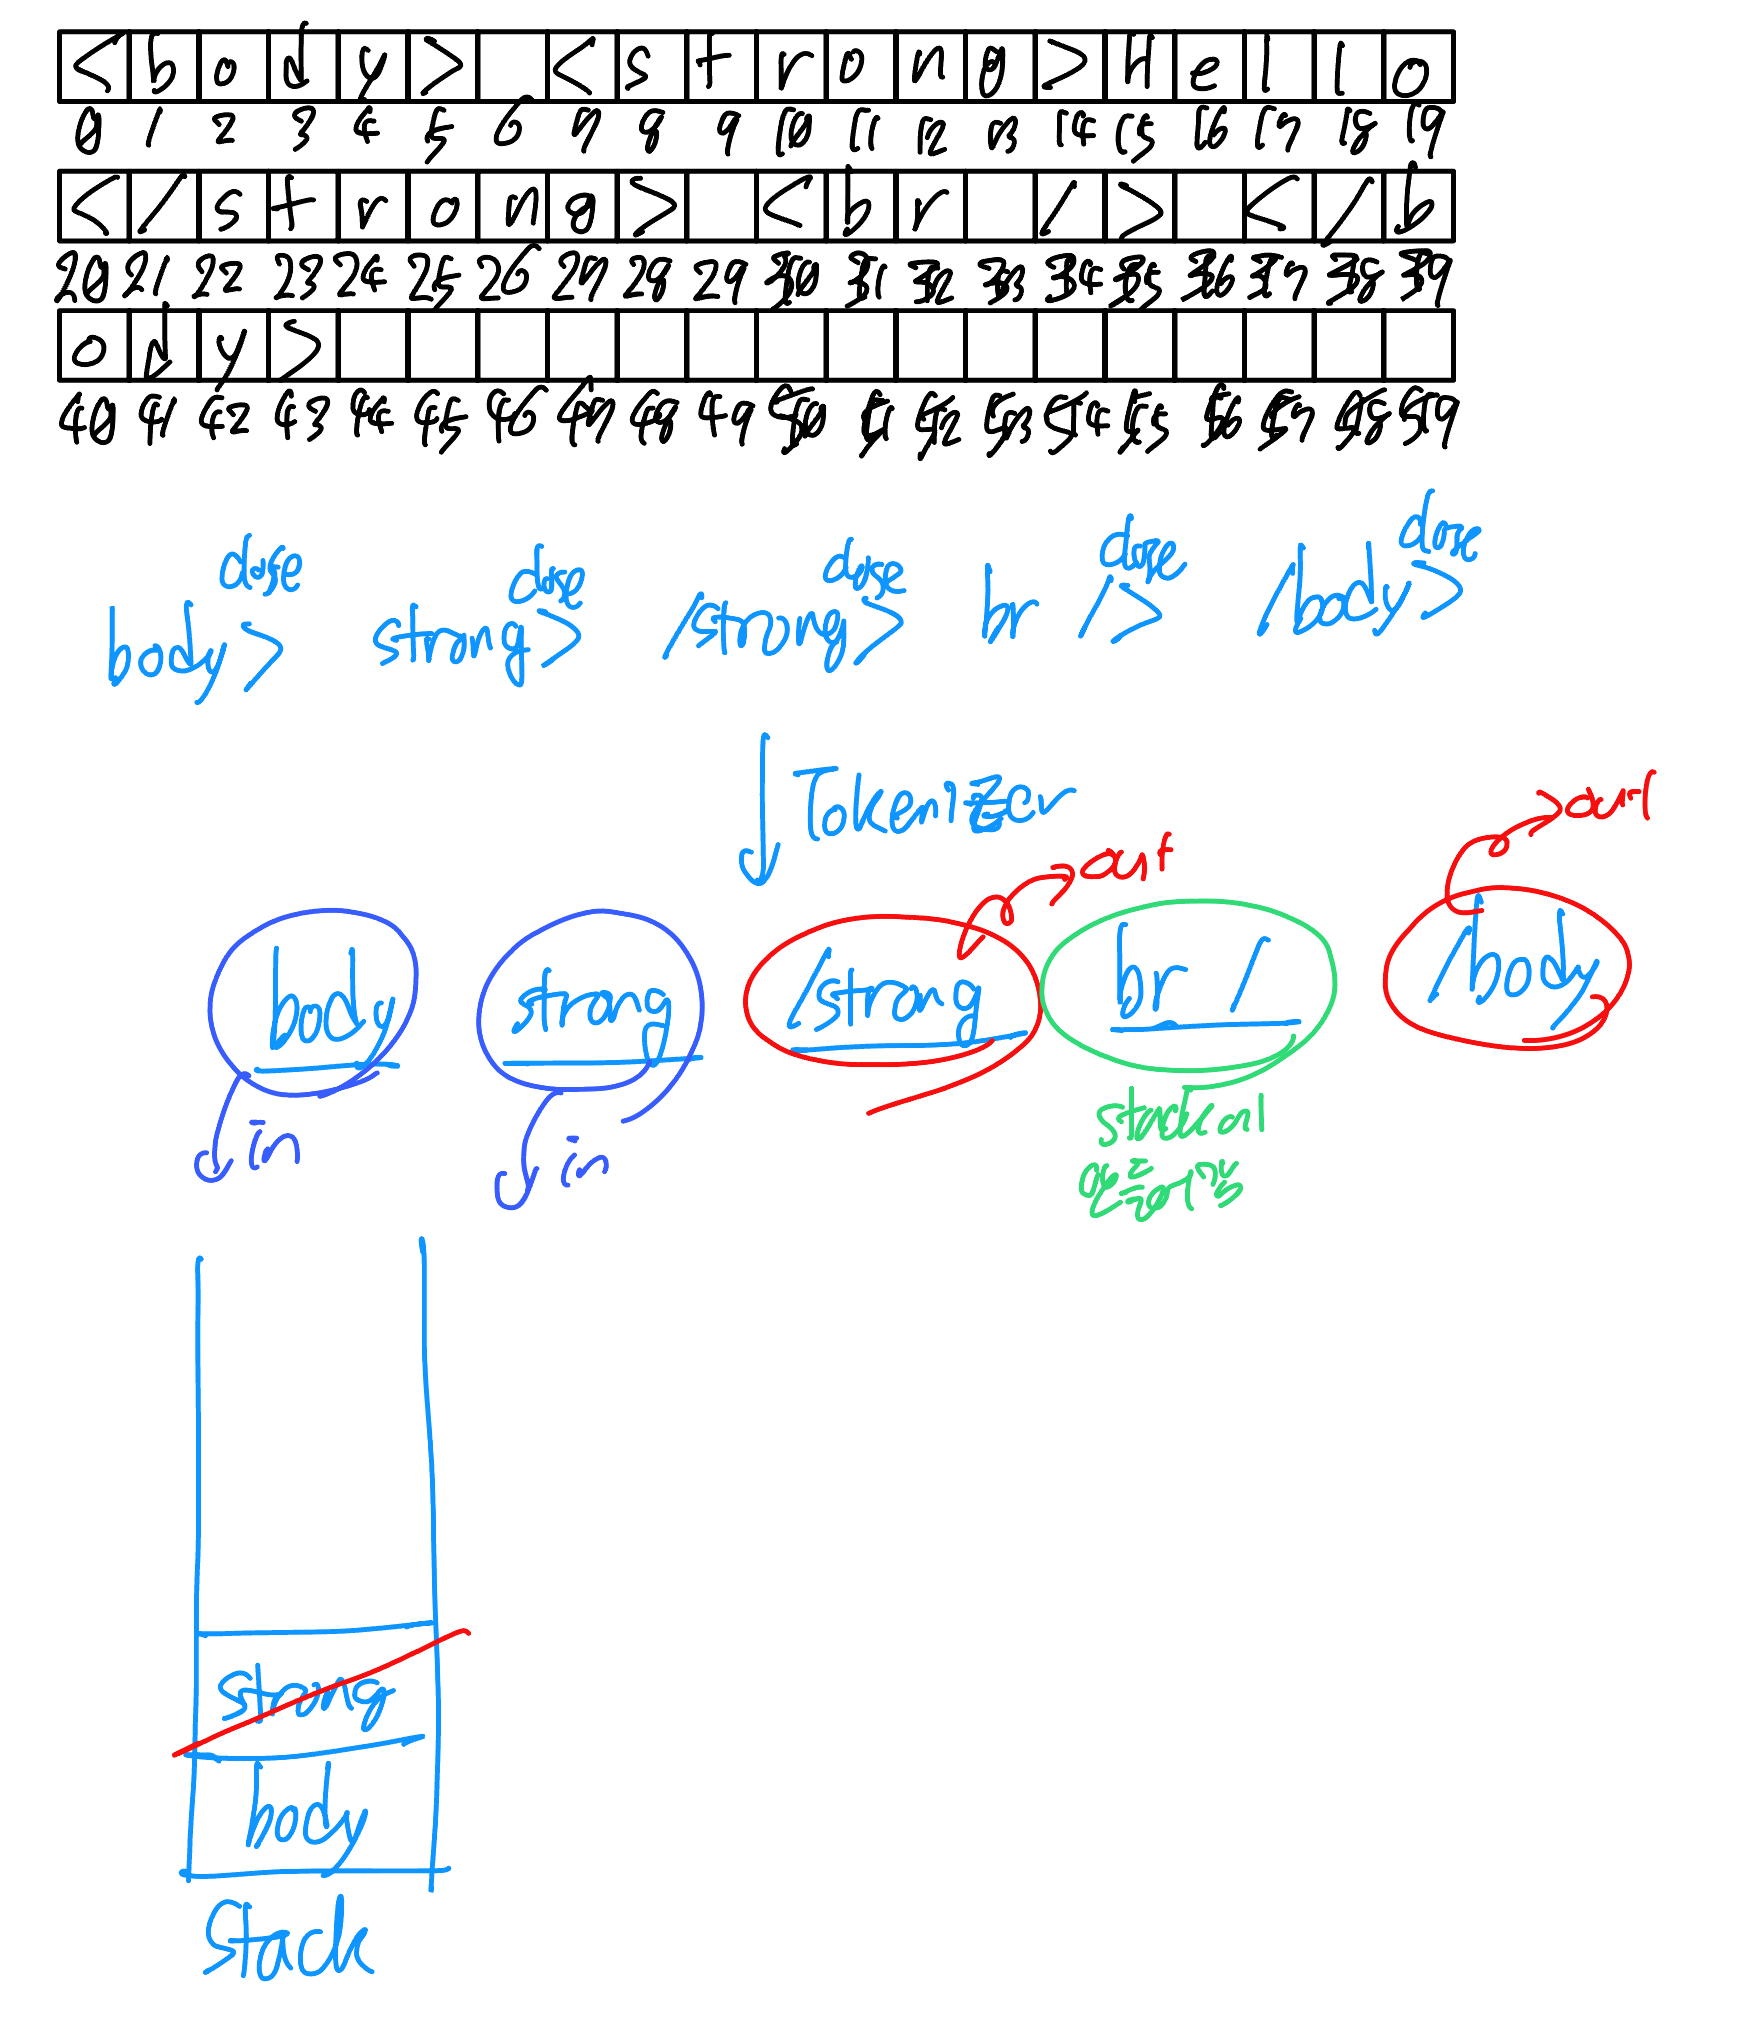 < b o d y > < s t r o n g > H e l l o
0 1 2 3 4 5 6 7 8 9 10 11 12 13 14 15 16 17 18 19
< / s t r o n g > < b r / > < / b
20 21 22 23 24 25 26 27 28 29 30 31 32 33 34 35 36 37 38 39
o d y >
40 41 42 43 44 45 46 47 48 49 50 51 52 53 54 55 56 57 58 59
close close close close close
body> strong> /strong> br /> /body>
Tokenizer
out out
body strong /strong br / /body
in in
stack에
strong
body
Stack